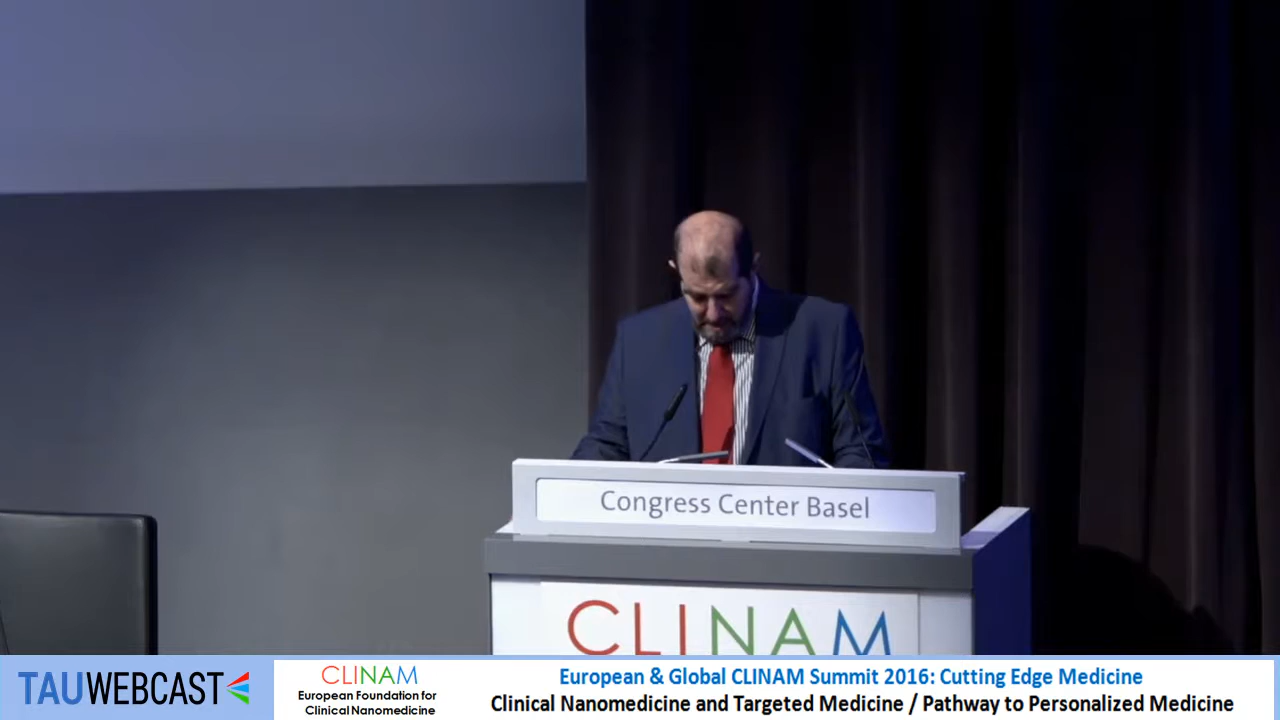 Congress Center Basel
CLINAM
TAUWEBCAST
CLINAM
European Foundation for
Clinical Nanomedicine
European & Global CLINAM Summit 2016: Cutting Edge Medicine
Clinical Nanomedicine and Targeted Medicine / Pathway to Personalized Medicine